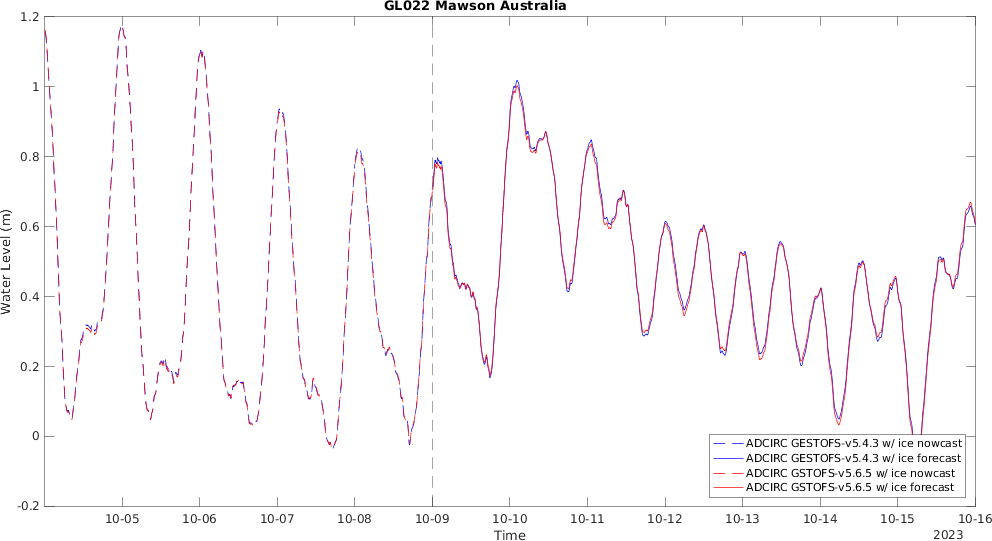 GL022 Mawson Australia
1.2
1
0.8
0.6
0.4
0.2
0
-0.2
Water Level (m)
ADCIRC GESTOFS-v5.4.3 w/ ice nowcast
ADCIRC GESTOFS-v5.4.3 w/ ice forecast
ADCIRC GSTOFS-v5.6.5 w/ ice nowcast
ADCIRC GSTOFS-v5.6.5 w/ ice forecast
10-05 10-06 10-07 10-08 10-09 10-10 10-11 10-12 10-13 10-14 10-15 10-16
Time
2023